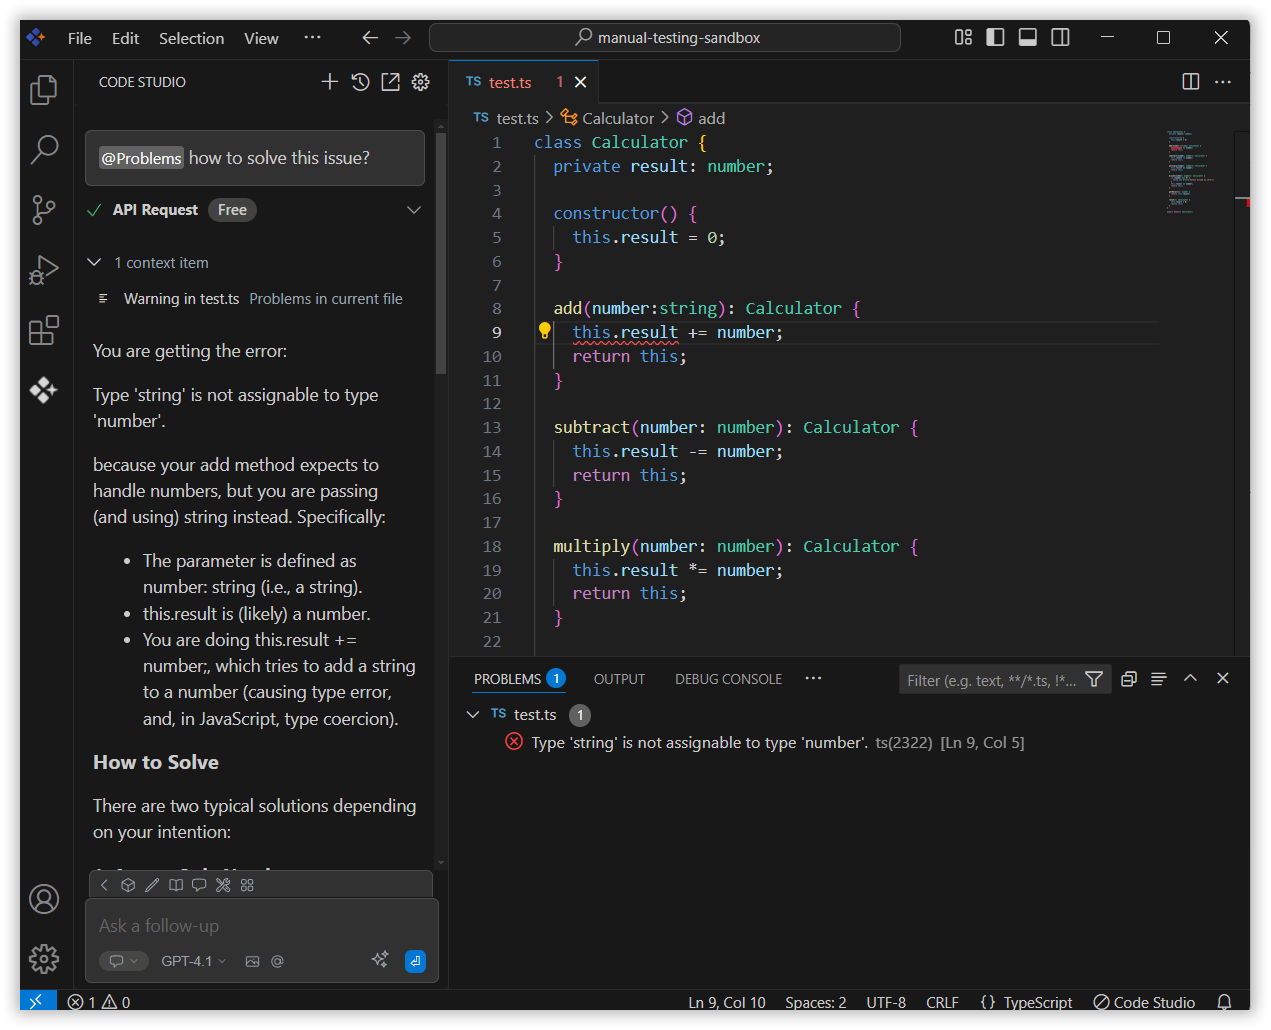 File Edit Selection View ··· manual-testing-sandbox
CODE STUDIO
@Problems how to solve this issue?
API Request Free
1 context item
Warning in test.ts Problems in current file
You are getting the error:
Type 'string' is not assignable to type
'number'.
because your add method expects to
handle numbers, but you are passing
(and using) string instead. Specifically:
• The parameter is defined as
number: string (i.e., a string).
• this.result is (likely) a number.
• You are doing this.result +=
number;, which tries to add a string
to a number (causing type error,
and, in JavaScript, type coercion).
How to Solve
There are two typical solutions depending
on your intention:
Ask a follow-up
GPT-4.1
TS test.ts 1
TS test.ts > Calculator > add
1 class Calculator {
2 private result: number;
3
4 constructor() {
5 this.result = 0;
6 }
7
8 add(number:string): Calculator {
9 this.result += number;
10 return this;
11 }
12
13 subtract(number: number): Calculator {
14 this.result -= number;
15 return this;
16 }
17
18 multiply(number: number): Calculator {
19 this.result *= number;
20 return this;
21 }
22
PROBLEMS 1 OUTPUT DEBUG CONSOLE ··· Filter (e.g. text, **/*.ts, !*...
TS test.ts 1
Type 'string' is not assignable to type 'number'. ts(2322) [Ln 9, Col 5]
1 0 Ln 9, Col 10 Spaces: 2 UTF-8 CRLF {} TypeScript Code Studio